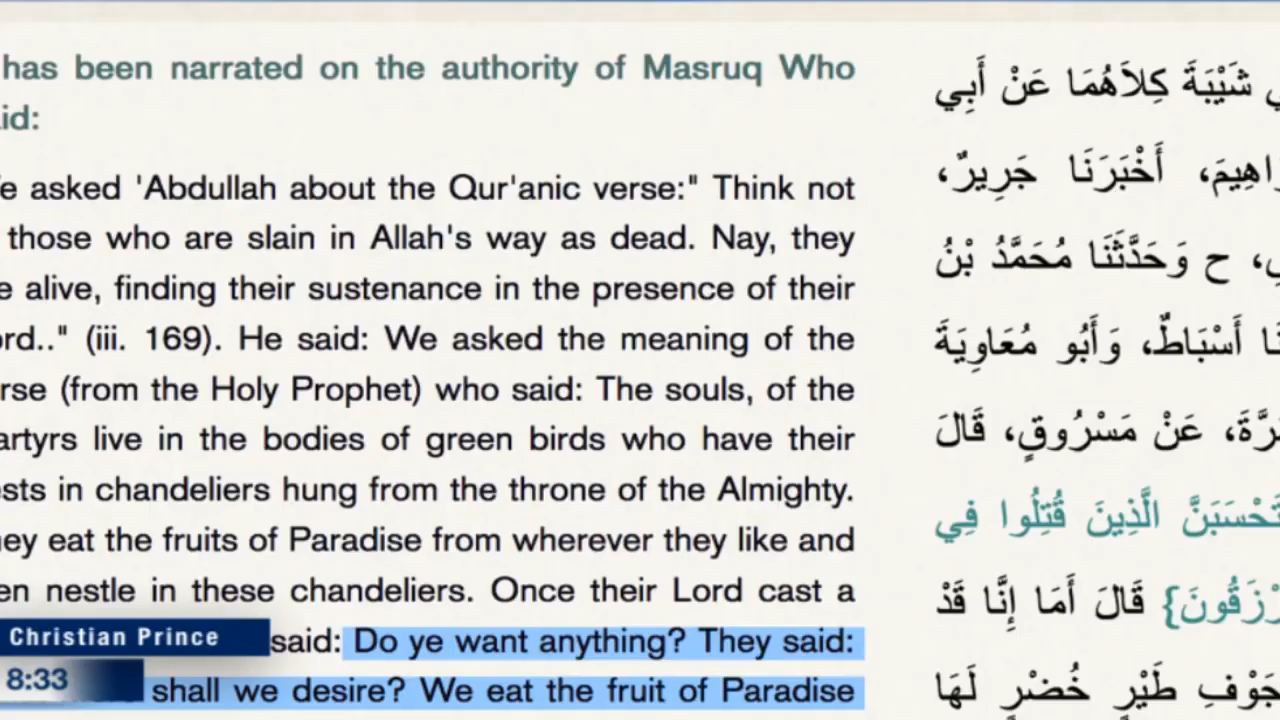 has been narrated on the authority of Masruq Who
id:
e asked 'Abdullah about the Qur'anic verse:" Think not
those who are slain in Allah's way as dead. Nay, they
e alive, finding their sustenance in the presence of their
rd.." (iii. 169). He said: We asked the meaning of the
rse (from the Holy Prophet) who said: The souls, of the
artyrs live in the bodies of green birds who have their
ests in chandeliers hung from the throne of the Almighty.
ey eat the fruits of Paradise from wherever they like and
en nestle in these chandeliers. Once their Lord cast a
said: Do ye want anything? They said:
shall we desire? We eat the fruit of Paradise
Christian Prince
8:33
ي شَيْبَةَ كِلاَهُمَا عَنْ أَبِي
رَاهِيمَ، أَخْبَرَنَا جَرِيرٌ،
، ح وَحَدَّثَنَا مُحَمَّدُ بْنُ
نَا أَسْبَاطٌ، وَأَبُو مُعَاوِيَةَ
مُرَّةَ، عَنْ مَسْرُوقٍ، قَالَ
تَحْسَبَنَّ الَّذِينَ قُتِلُوا فِي
رْزَقُونَ} قَالَ أَمَا إِنَّا قَدْ
جَوْفِ طَيْرٍ خُضْرٍ لَهَا